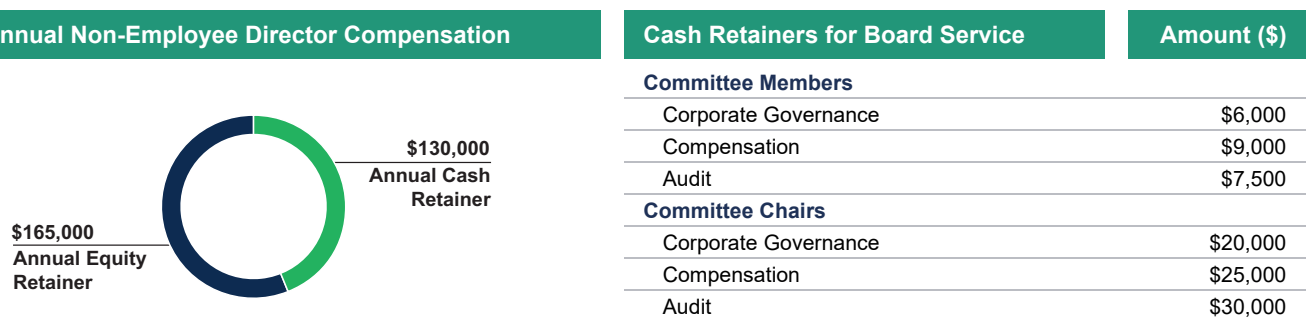 nnual Non-Employee Director Compensation
$130,000
Annual Cash
Retainer
$165,000
Annual Equity
Retainer
Cash Retainers for Board Service Amount ($)
Committee Members
Corporate Governance $6,000
Compensation $9,000
Audit $7,500
Committee Chairs
Corporate Governance $20,000
Compensation $25,000
Audit $30,000